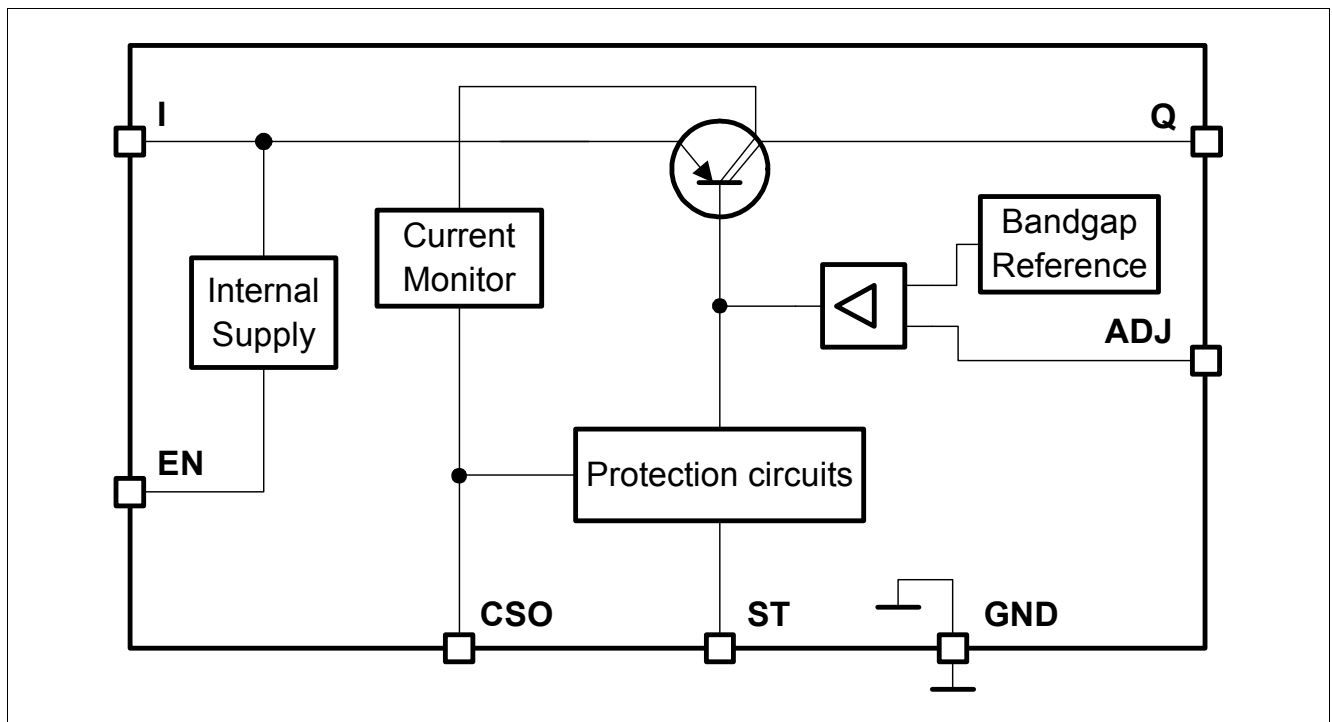 I
Q
Current
Monitor
Bandgap
Reference
Internal
Supply
ADJ
EN
Protection circuits
CSO
ST
GND